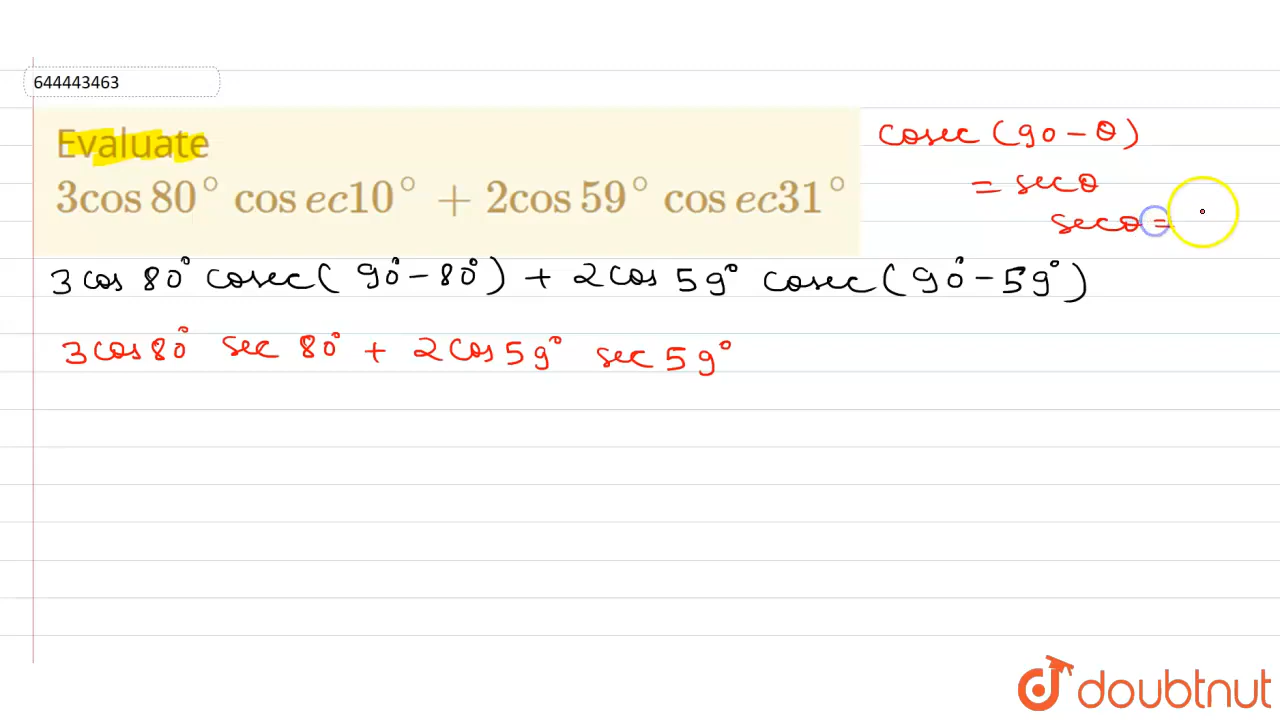 644443463
Evaluate
3cos 80° cos ec10° + 2cos 59° cos ec31°
cosec (90 - θ)
= secθ
secθ =
3 cos 80° cosec( 90° - 80° ) + 2 cos 59° cosec( 90° - 59° )
3 cos 80° sec 80° + 2 cos 59° sec 59°
doubtnut